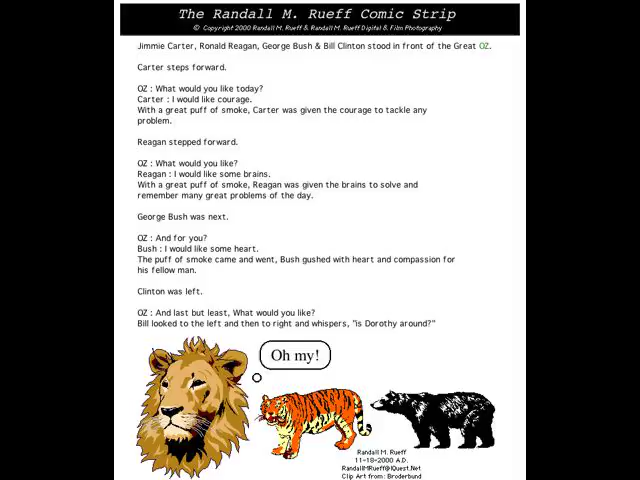 The Randall M. Rueff Comic Strip
© Copyright 2000 Randall M. Rueff & Randall M. Rueff Digital & Film Photography
Jimmie Carter, Ronald Reagan, George Bush & Bill Clinton stood in front of the Great OZ.
Carter steps forward.
OZ : What would you like today?
Carter : I would like courage.
With a great puff of smoke, Carter was given the courage to tackle any
problem.
Reagan stepped forward.
OZ : What would you like?
Reagan : I would like some brains.
With a great puff of smoke, Reagan was given the brains to solve and
remember many great problems of the day.
George Bush was next.
OZ : And for you?
Bush : I would like some heart.
The puff of smoke came and went, Bush gushed with heart and compassion for
his fellow man.
Clinton was left.
OZ : And last but least, What would you like?
Bill looked to the left and then to right and whispers, "is Dorothy around?"
Oh my!
Randall M. Rueff
11-18-2000 A.D.
RandallMRueff@IQuest.Net
Clip Art from: Broderbund